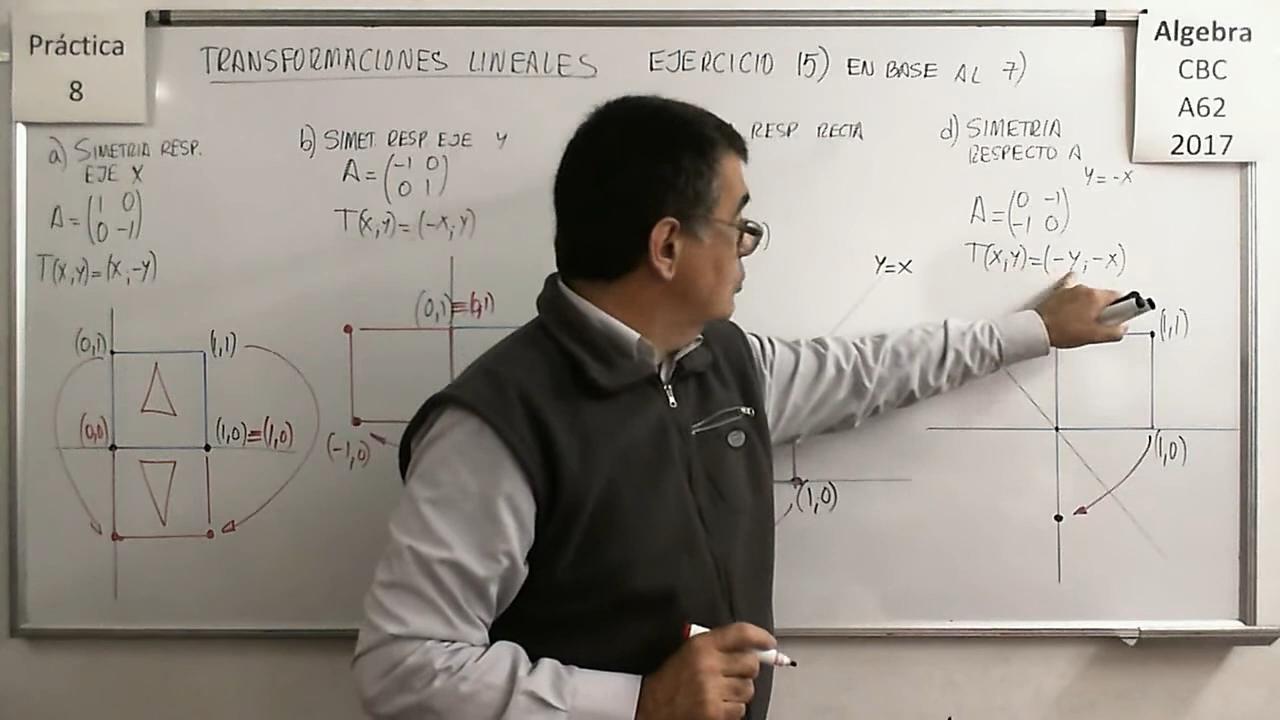 Práctica
8
TRANSFORMACIONES LINEALES EJERCICIO 15) EN BASE AL 7)
Algebra
CBC
A62
2017
a) SIMETRIA RESP.
EJE X
A=(1 0
0 -1)
T(X,Y)=(X,-Y)
(0,1)
(1,1)
(0,0)
(1,0)≡(1,0)
b) SIMET. RESP EJE Y
A=(-1 0
0 1)
T(X,Y)=(-X,Y)
(0,1)≡(0,1)
(-1,0)
RESP RECTA
)
Y=X
(1,0)
d) SIMETRIA
RESPECTO A
Y=-X
A=(0 -1
-1 0)
T(X,Y)=(-Y,-X)
(1,1)
(1,0)